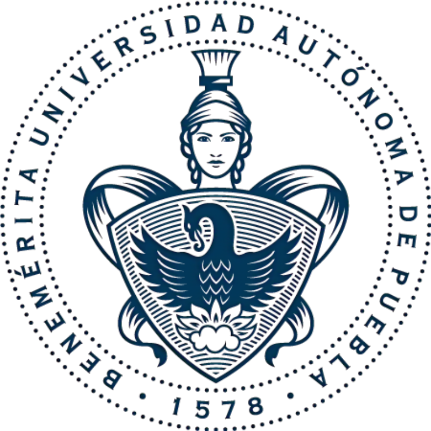 BENEMÉRITA UNIVERSIDAD AUTÓNOMA DE PUEBLA
· 1578 ·